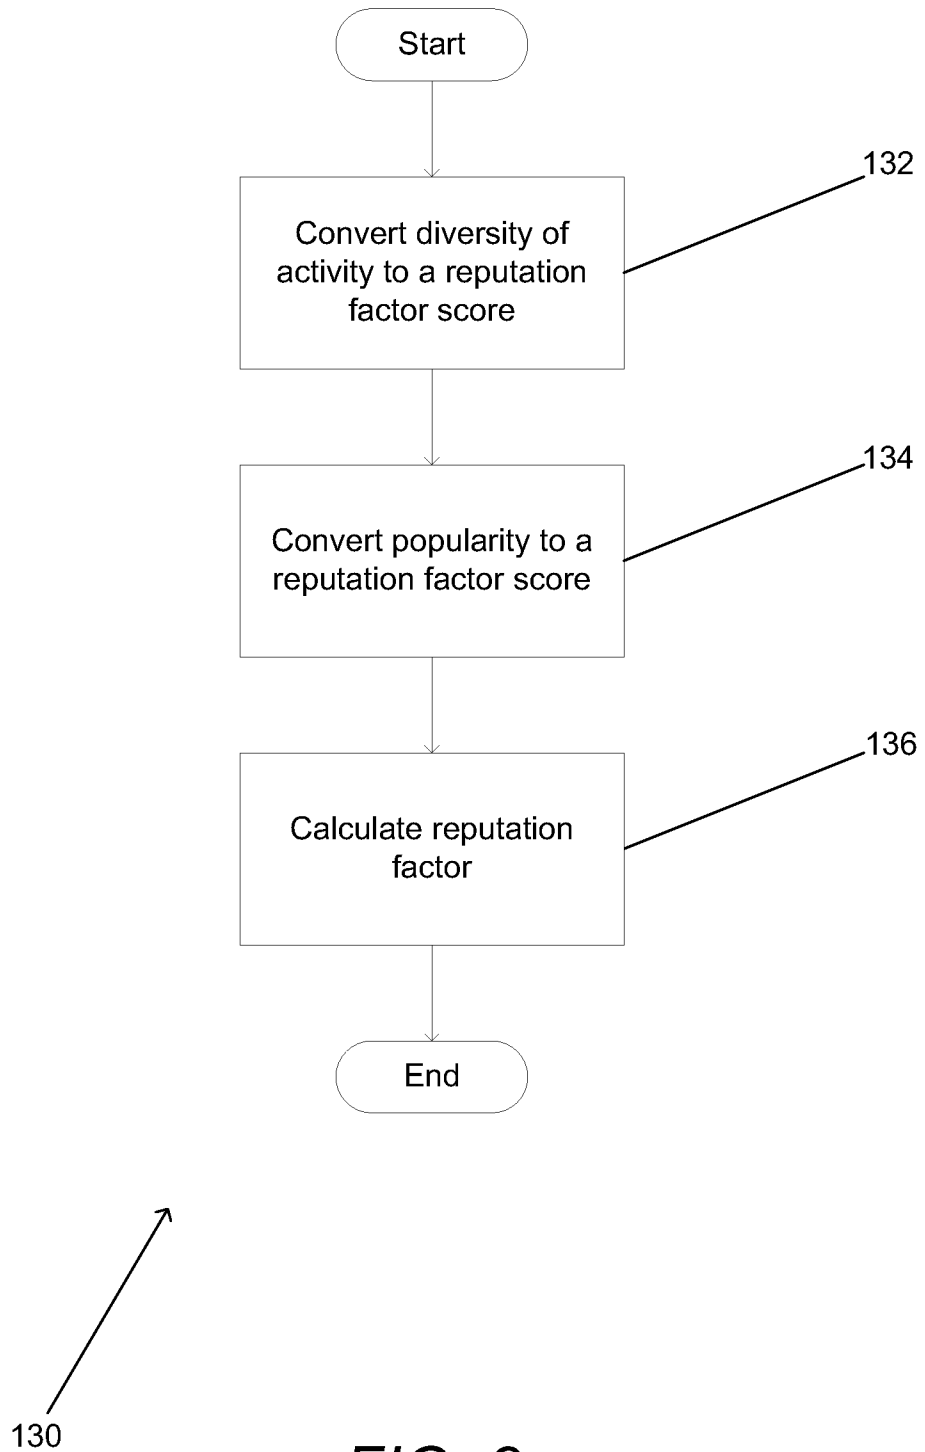 Start
132
Convert diversity of
activity to a reputation
factor score
134
Convert popularity to a
reputation factor score
136
Calculate reputation
factor
End
130